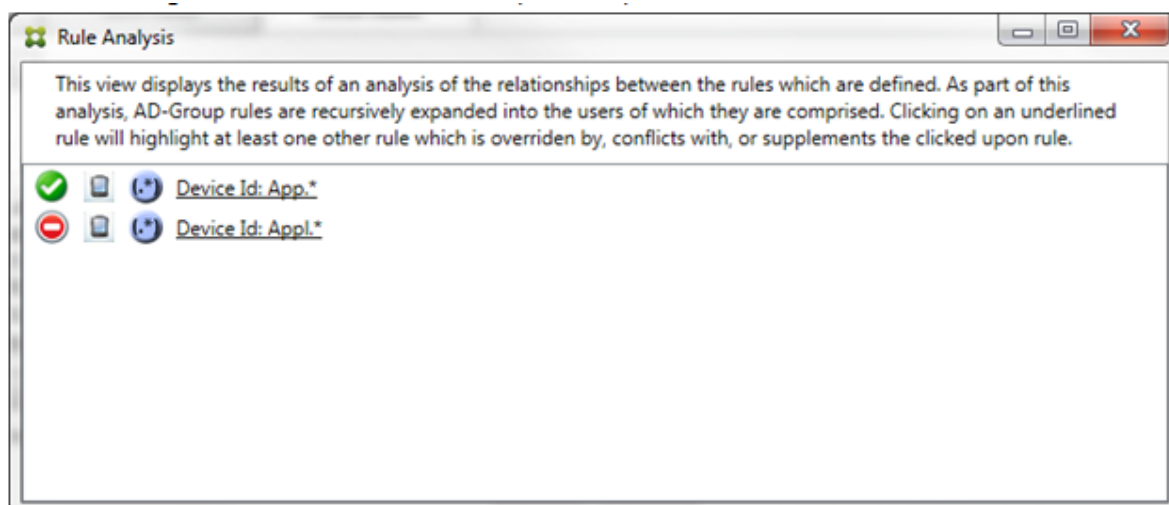 Rule Analysis
This view displays the results of an analysis of the relationships between the rules which are defined. As part of this
analysis, AD-Group rules are recursively expanded into the users of which they are comprised. Clicking on an underlined
rule will highlight at least one other rule which is overriden by, conflicts with, or supplements the clicked upon rule.
(.*) Device Id: App.*
(.*) Device Id: Appl.*